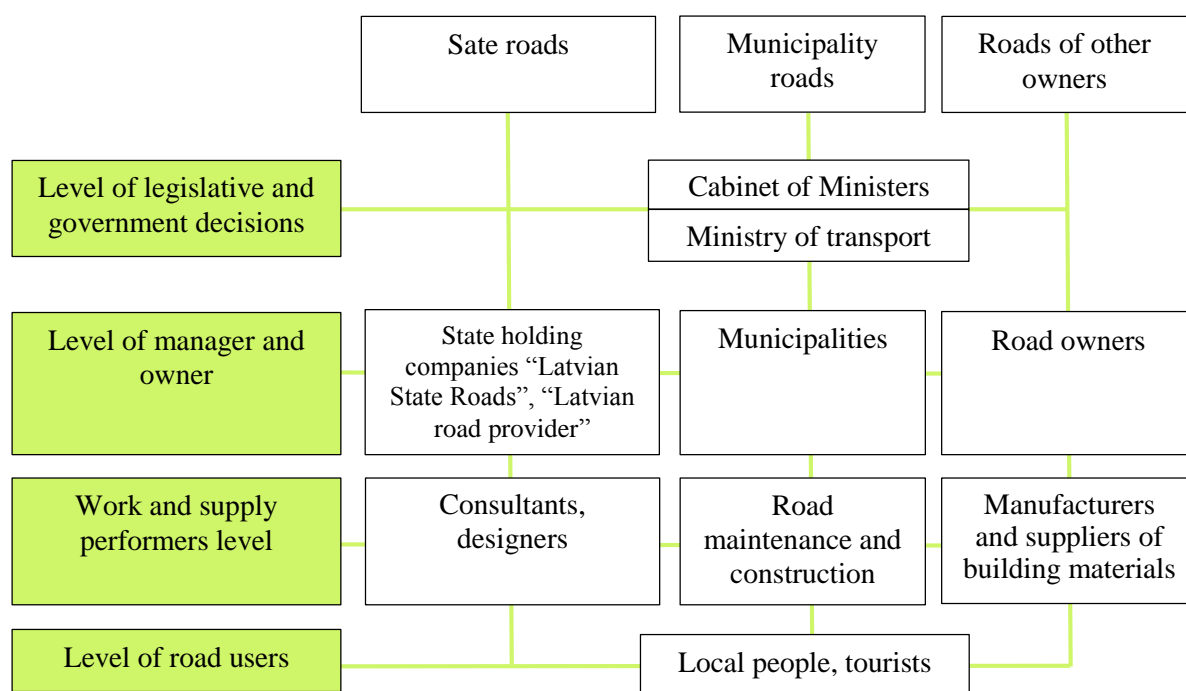 Sate roads
Municipality
roads
Roads of other
owners
Level of legislative and
government decisions
Cabinet of Ministers
Ministry of transport
Level of manager and
owner
State holding
companies “Latvian
State Roads”, “Latvian
road provider”
Municipalities
Road owners
Work and supply
performers level
Consultants,
designers
Road
maintenance and
construction
Manufacturers
and suppliers of
building materials
Level of road users
Local people, tourists